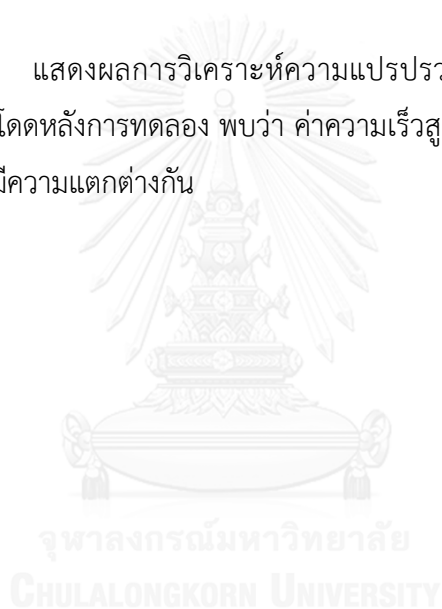 แสดงผลการวิเคราะห์ความแปรปรว
โดดหลังการทดลอง พบว่า ค่าความเร็วสู
มีความแตกต่างกัน
จุฬาลงกรณ์มหาวิทยาลัย
CHULALONGKORN UNIVERSITY